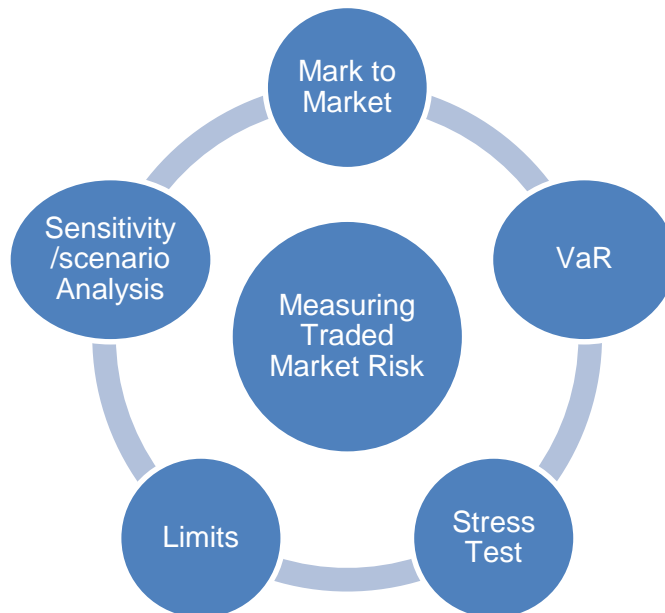 Mark to
Market
Sensitivity
/scenario
Analysis
VaR
Measuring
Traded
Market Risk
Limits
Stress
Test